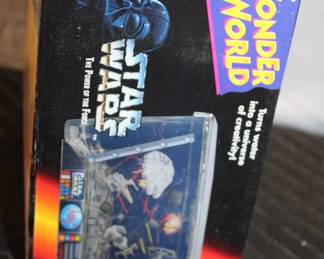 WONDER
WORLD
Turns water
into a universe
of creativity!
STAR
WARS
THE POWER OF THE FORCE